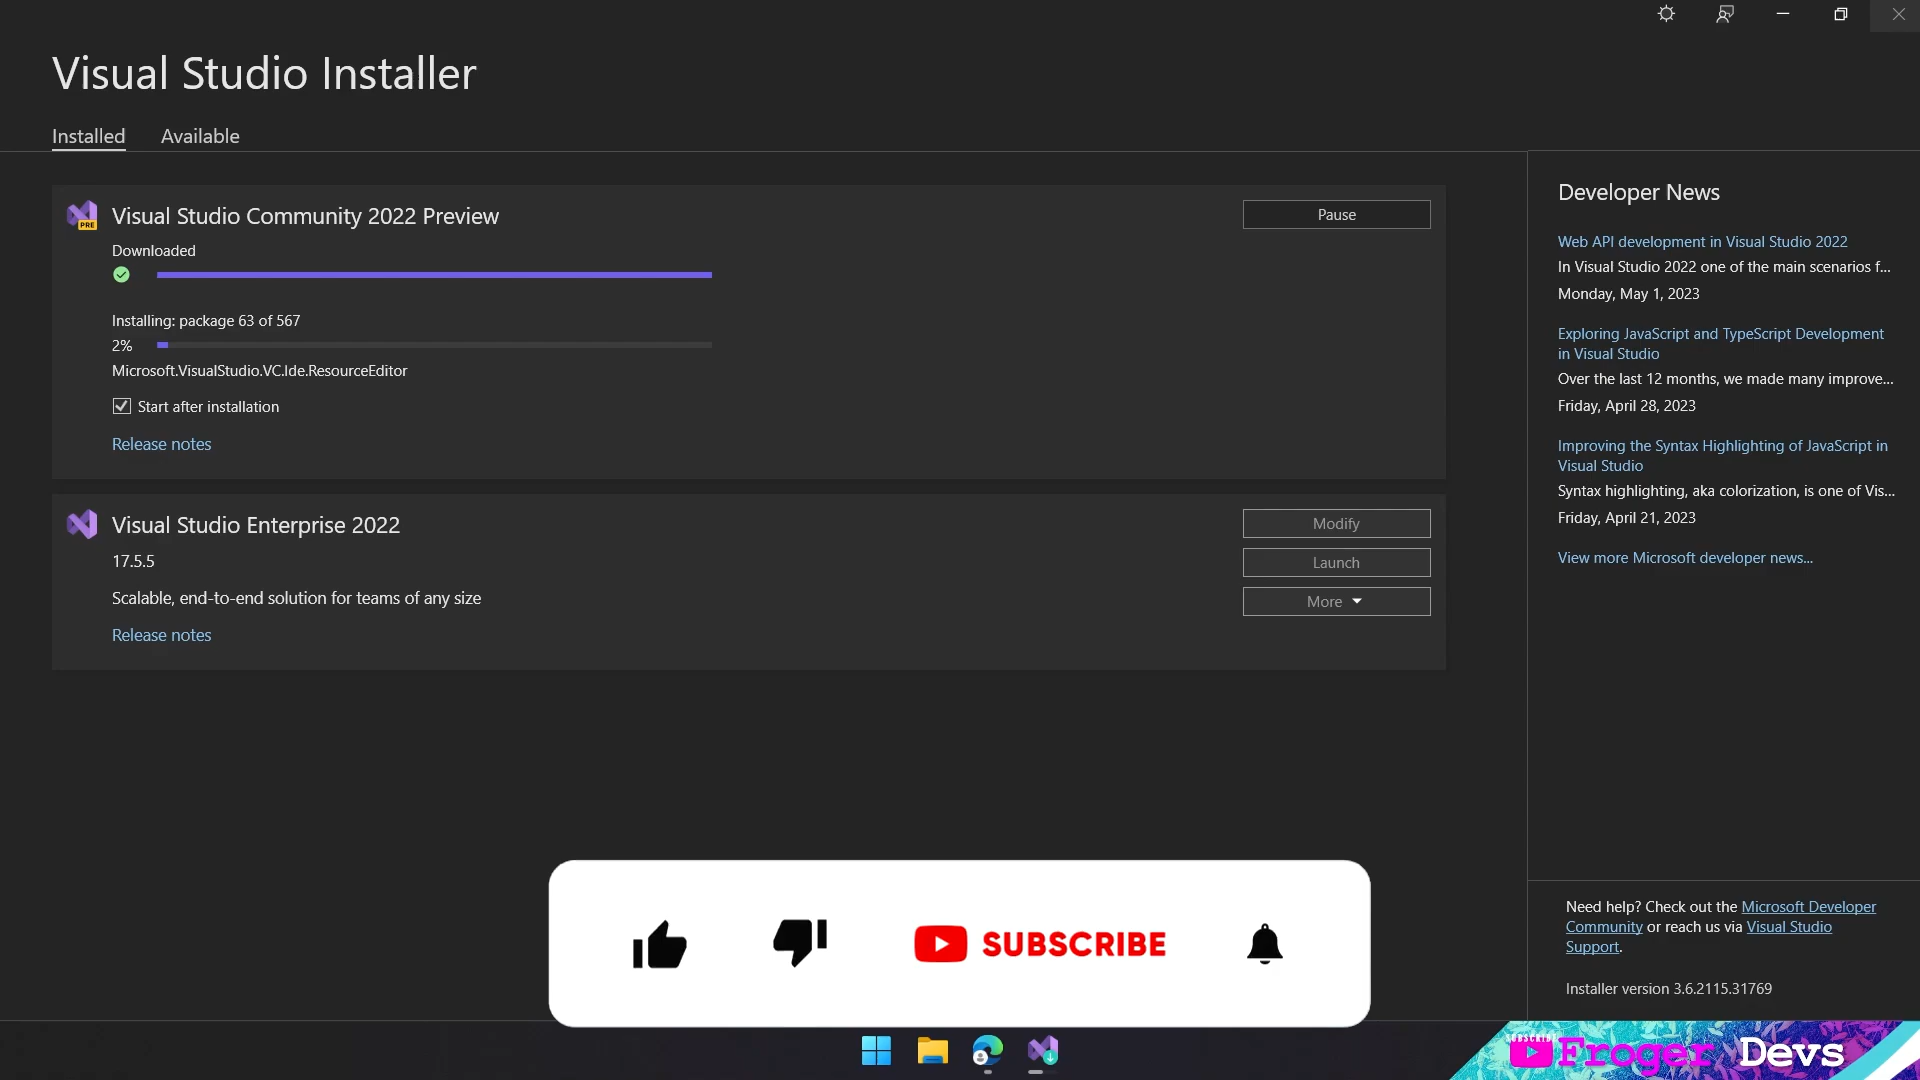 Visual Studio Installer
Installed
Available
Visual Studio Community 2022 Preview
PRE
Pause
Downloaded
Installing: package 63 of 567
2%
Microsoft.VisualStudio.VC.Ide.ResourceEditor
Start after installation
Release notes
Visual Studio Enterprise 2022
Modify
17.5.5
Launch
Scalable, end-to-end solution for teams of any size
More
Release notes
Developer News
Web API development in Visual Studio 2022
In Visual Studio 2022 one of the main scenarios f...
Monday, May 1, 2023
Exploring JavaScript and TypeScript Development
in Visual Studio
Over the last 12 months, we made many improve...
Friday, April 28, 2023
Improving the Syntax Highlighting of JavaScript in
Visual Studio
Syntax highlighting, aka colorization, is one of Vis...
Friday, April 21, 2023
View more Microsoft developer news...
Need help? Check out the Microsoft Developer
Community or reach us via Visual Studio
Support.
Installer version 3.6.2115.31769
SUBSCRIBE
SUBSCRIBE
Froger Devs